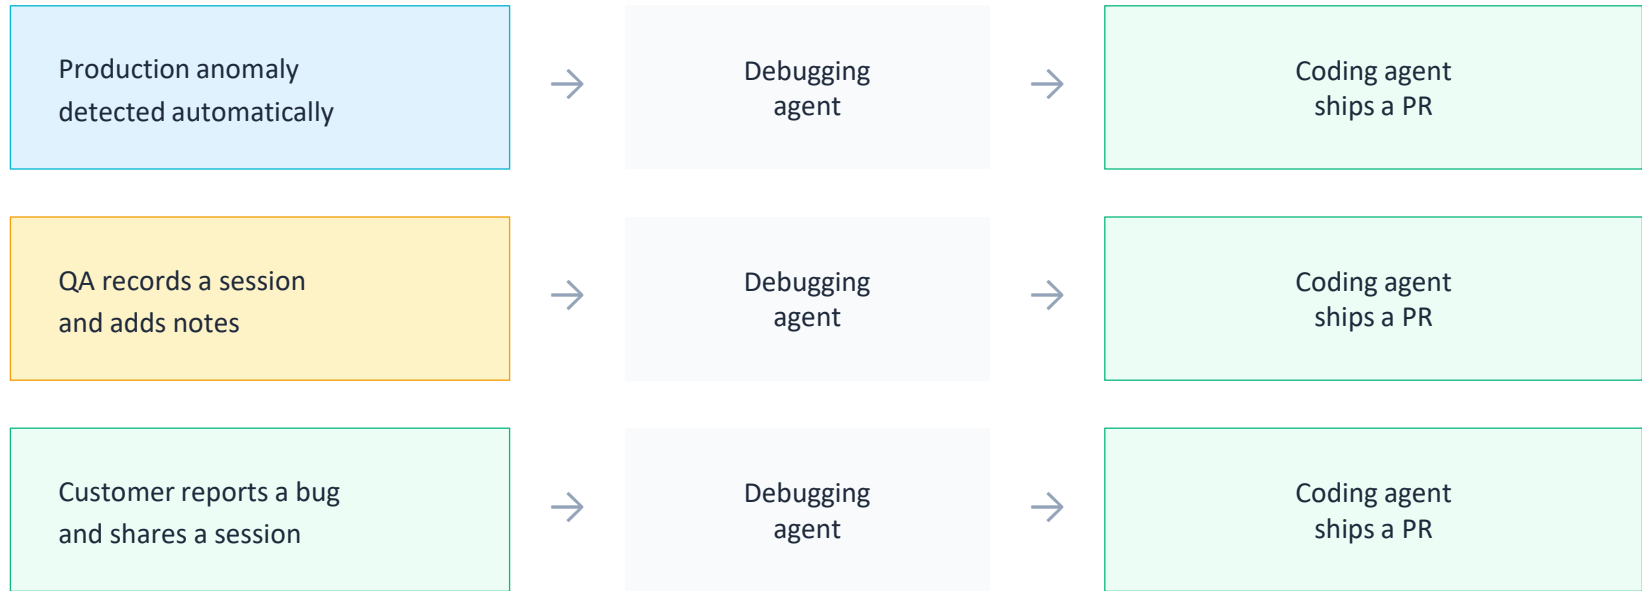 Production anomaly
detected automatically
Debugging
agent
Coding agent
ships a PR
QA records a session
and adds notes
Debugging
agent
Coding agent
ships a PR
Customer reports a bug
and shares a session
Debugging
agent
Coding agent
ships a PR